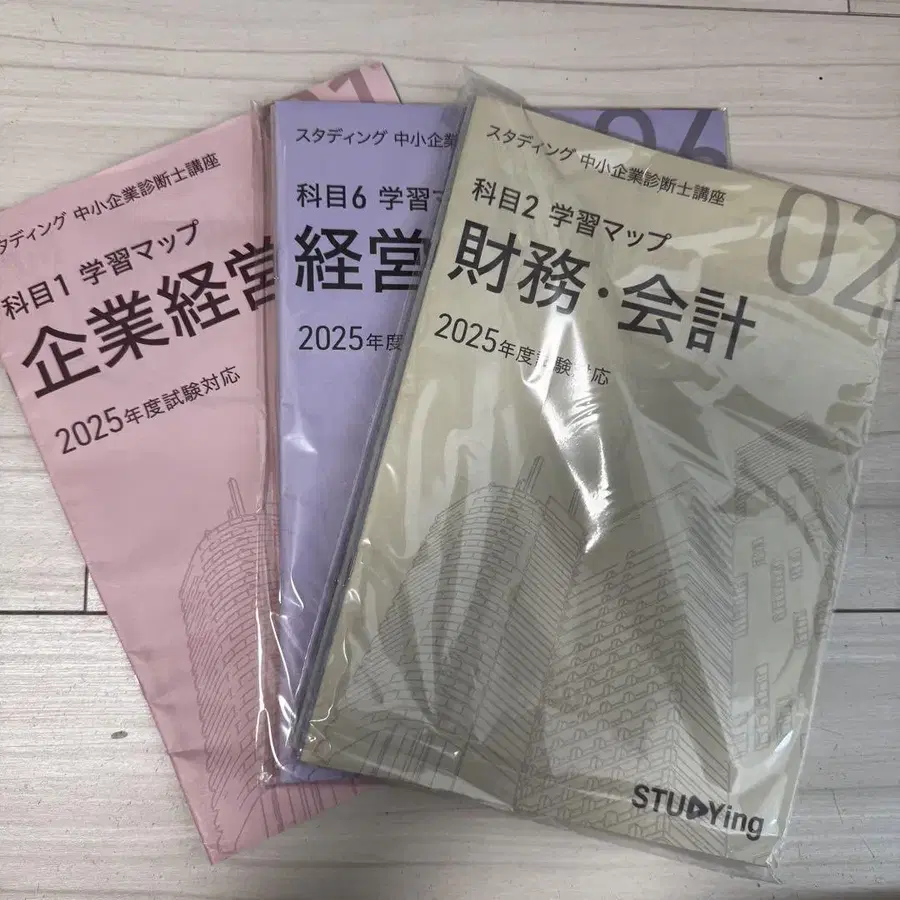 スタディング 中小企業診断士講座
科目1 学習マップ
企業経営
2025年度試験対応
スタディング 中小企
06
科目6 学習マ
経営
2025年度
02
スタディング 中小企業診断士講座
科目2 学習マップ
財務・会計
2025年度試験対応
STUDYing